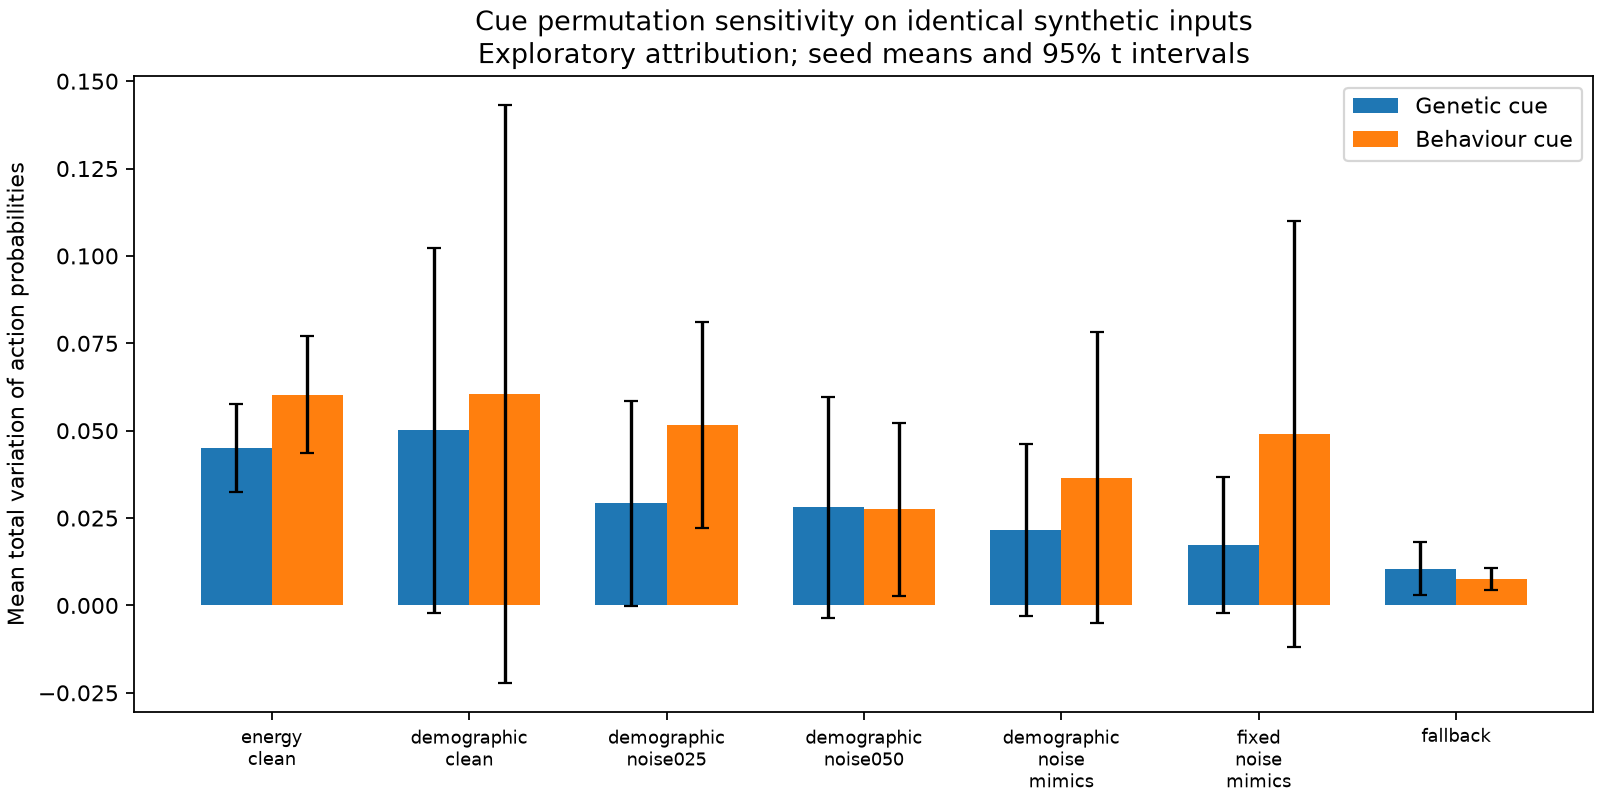 Cue permutation sensitivity on identical synthetic inputs
Exploratory attribution; seed means and 95% t intervals
Mean total variation of action probabilities
0.150
0.125
0.100
0.075
0.050
0.025
0.000
−0.025
Genetic cue
Behaviour cue
energy
clean
demographic
clean
demographic
noise025
demographic
noise050
demographic
noise
mimics
fixed
noise
mimics
fallback